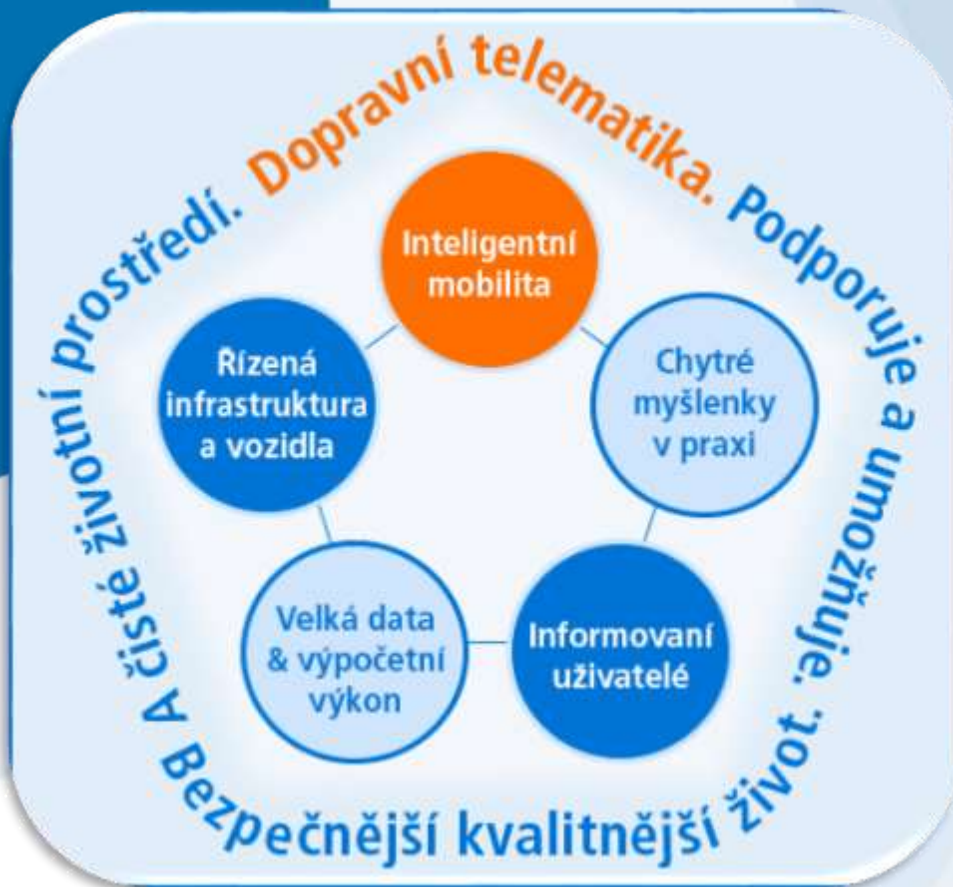 Dopravní telematika. Podporuje a umožňuje. Bezpečnější kvalitnější život. A čisté životní prostředí.
Inteligentní
mobilita
Chytré
myšlenky
v praxi
Informovaní
uživatelé
Velká data
& výpočetní
výkon
Řízená
infrastruktura
a vozidla